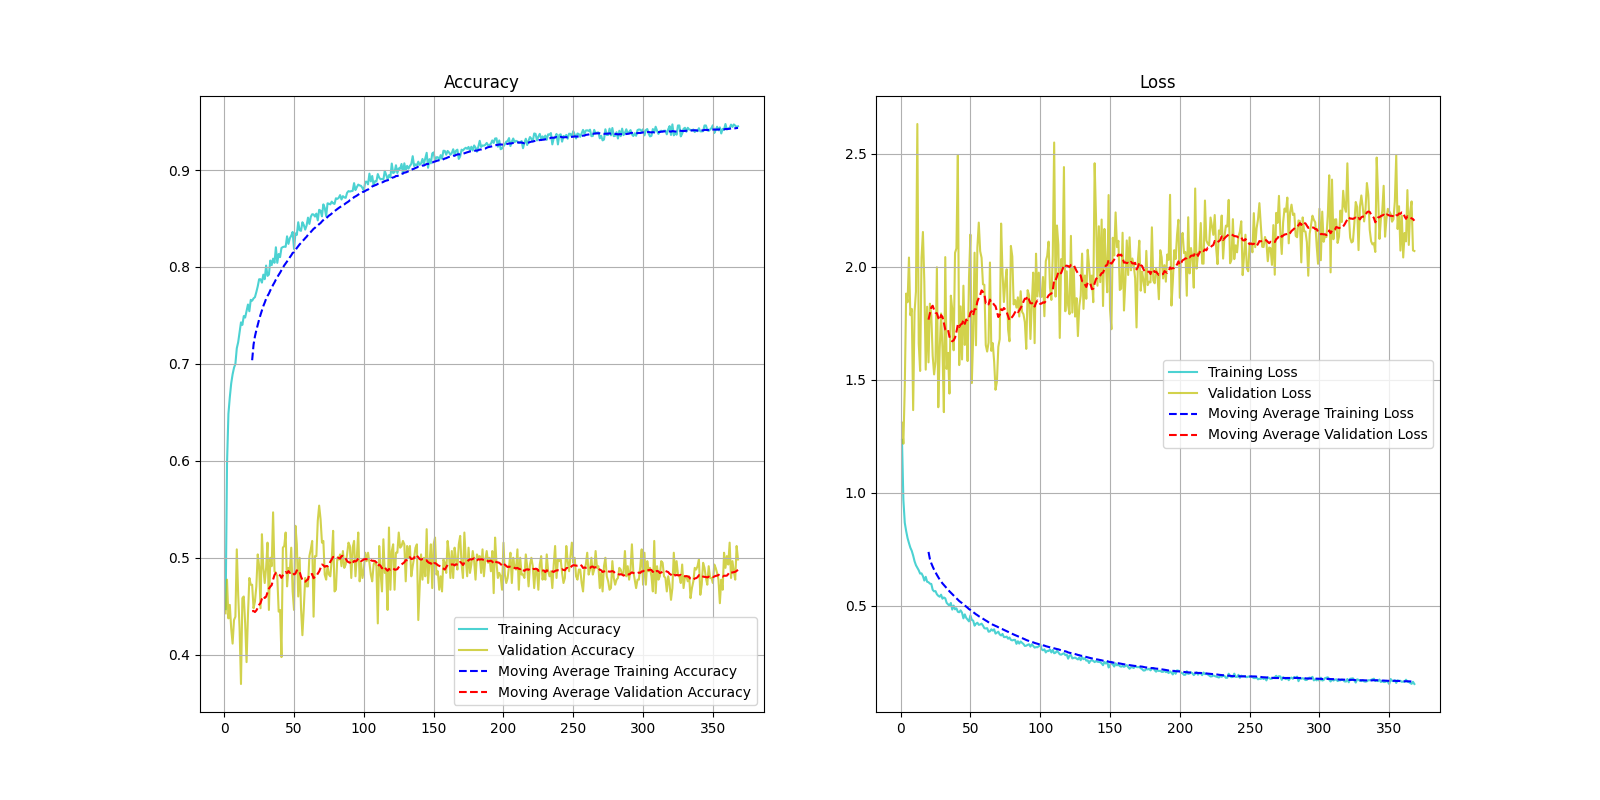 Accuracy
0.9
0.8
0.7
0.6
0.5
0.4
0
50
100
150
200
250
300
350
Training Accuracy
Validation Accuracy
Moving Average Training Accuracy
Moving Average Validation Accuracy
Loss
2.5
2.0
1.5
1.0
0.5
0
50
100
150
200
250
300
350
Training Loss
Validation Loss
Moving Average Training Loss
Moving Average Validation Loss